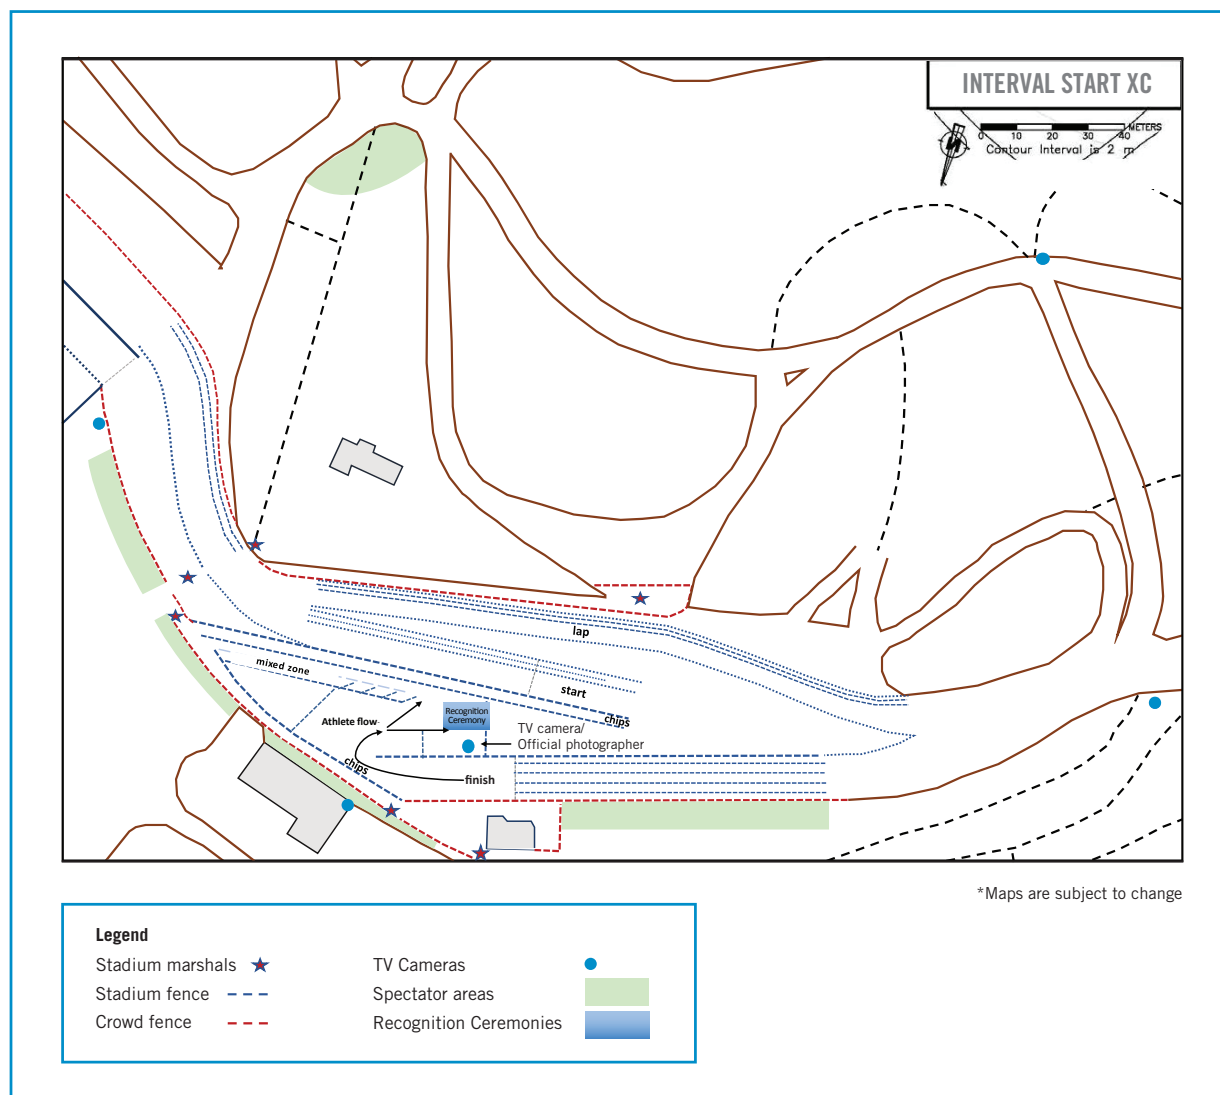 INTERVAL START XC
METERS
0 10 20 30 40
Contour Interval is 2 m
N
lap
mixed zone
start
chips
Recognition
Ceremony
Athlete flow
TV camera/
Official photographer
chips
finish
*Maps are subject to change
Legend
Stadium marshals
Stadium fence
Crowd fence
TV Cameras
Spectator areas
Recognition Ceremonies